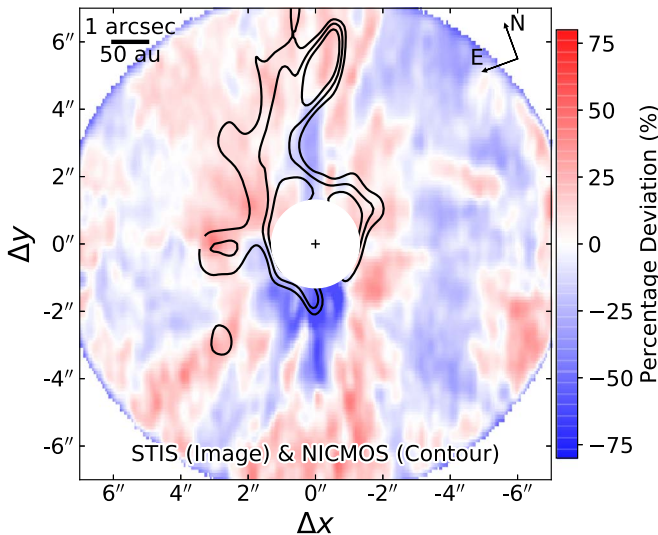 1 arcsec
50 au
N
E
6″
4″
2″
0″
-2″
-4″
-6″
Δy
STIS (Image) & NICMOS (Contour)
6″ 4″ 2″ 0″ -2″ -4″ -6″
Δx
75
50
25
0
−25
−50
−75
Percentage Deviation (%)